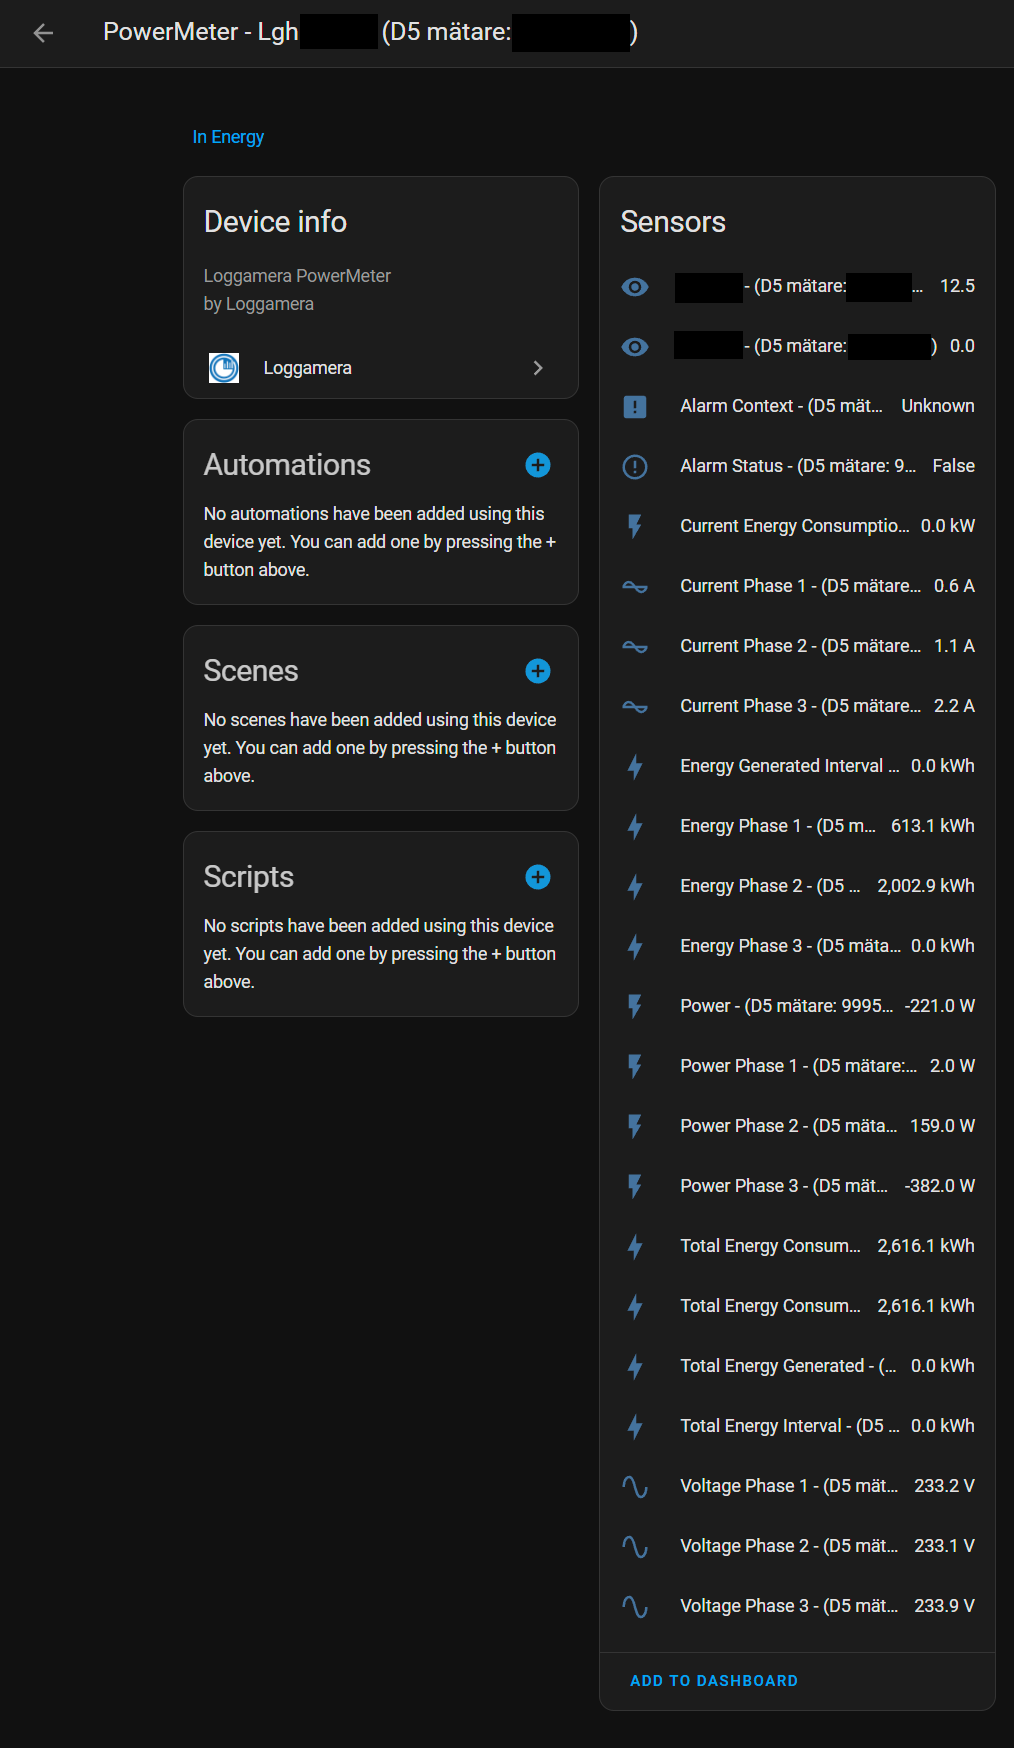 PowerMeter - Lgh (D5 mätare: )
In Energy
Device info
Loggamera PowerMeter
by Loggamera
Loggamera
Automations
No automations have been added using this
device yet. You can add one by pressing the +
button above.
Scenes
No scenes have been added using this device
yet. You can add one by pressing the + button
above.
Scripts
No scripts have been added using this device
yet. You can add one by pressing the + button
above.
Sensors
- (D5 mätare: ... 12.5
- (D5 mätare: ) 0.0
Alarm Context - (D5 mät... Unknown
Alarm Status - (D5 mätare: 9... False
Current Energy Consumptio... 0.0 kW
Current Phase 1 - (D5 mätare... 0.6 A
Current Phase 2 - (D5 mätare... 1.1 A
Current Phase 3 - (D5 mätare... 2.2 A
Energy Generated Interval ... 0.0 kWh
Energy Phase 1 - (D5 m... 613.1 kWh
Energy Phase 2 - (D5 ... 2,002.9 kWh
Energy Phase 3 - (D5 mäta... 0.0 kWh
Power - (D5 mätare: 9995... -221.0 W
Power Phase 1 - (D5 mätare:... 2.0 W
Power Phase 2 - (D5 mäta... 159.0 W
Power Phase 3 - (D5 mät... -382.0 W
Total Energy Consum... 2,616.1 kWh
Total Energy Consum... 2,616.1 kWh
Total Energy Generated - (... 0.0 kWh
Total Energy Interval - (D5 ... 0.0 kWh
Voltage Phase 1 - (D5 mät... 233.2 V
Voltage Phase 2 - (D5 mät... 233.1 V
Voltage Phase 3 - (D5 mät... 233.9 V
ADD TO DASHBOARD